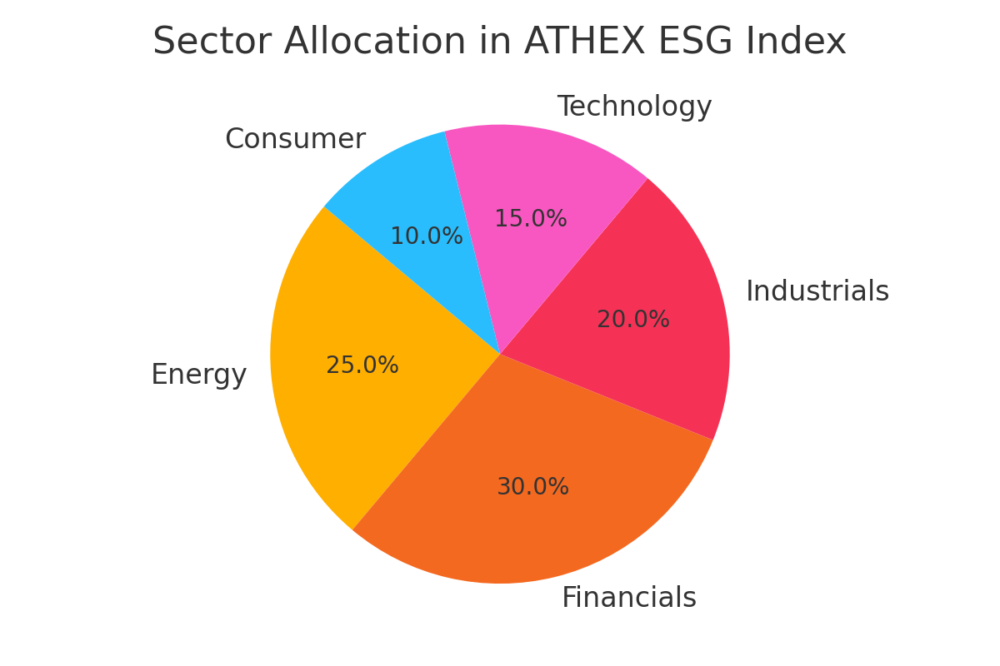 Sector Allocation in ATHEX ESG Index
Technology
Consumer
15.0%
10.0%
Industrials
20.0%
25.0%
Energy
30.0%
Financials